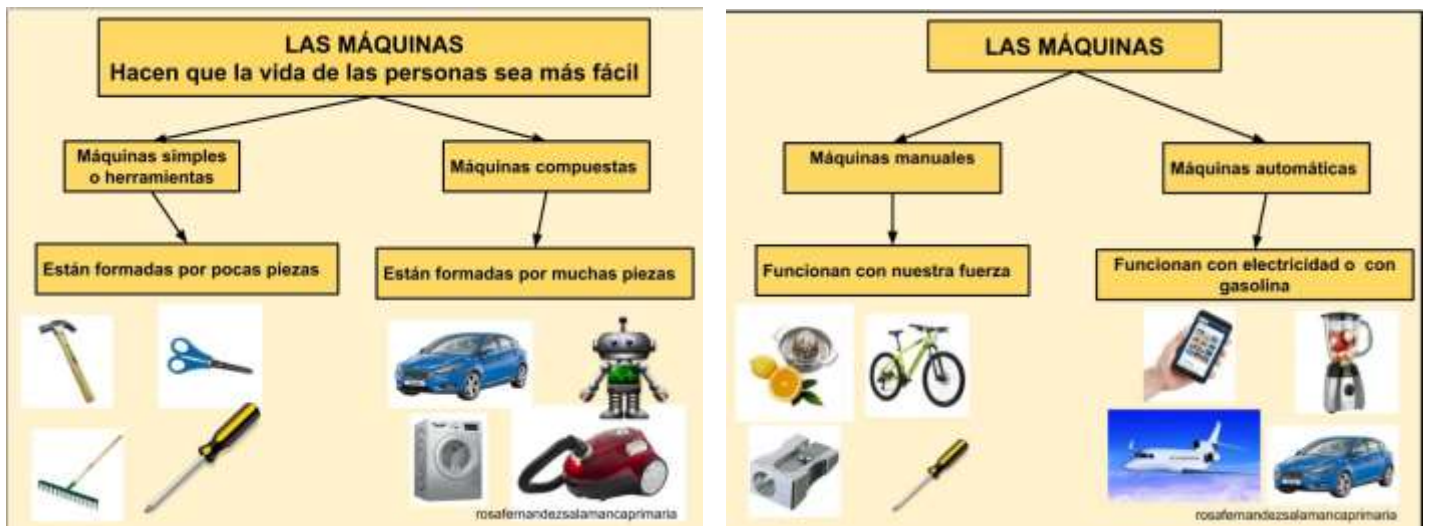 LAS MÁQUINAS
Hacen que la vida de las personas sea más fácil
Máquinas simples
o herramientas
Máquinas compuestas
Están formadas por pocas piezas
Están formadas por muchas piezas
rosafernandezsalamancaprimaria
LAS MÁQUINAS
Máquinas manuales
Máquinas automáticas
Funcionan con nuestra fuerza
Funcionan con electricidad o con
gasolina
rosafernandezsalamancaprimaria